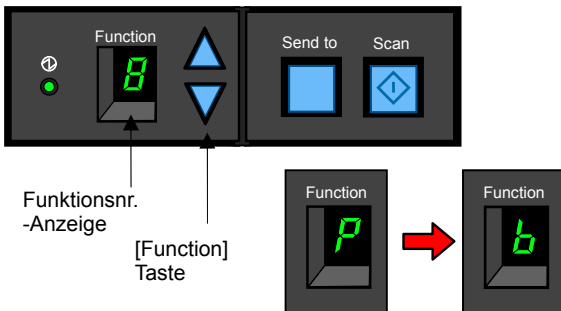 Function
8
Send to
Scan
Funktionsnr.
-Anzeige
[Function]
Taste
Function
P
Function
b